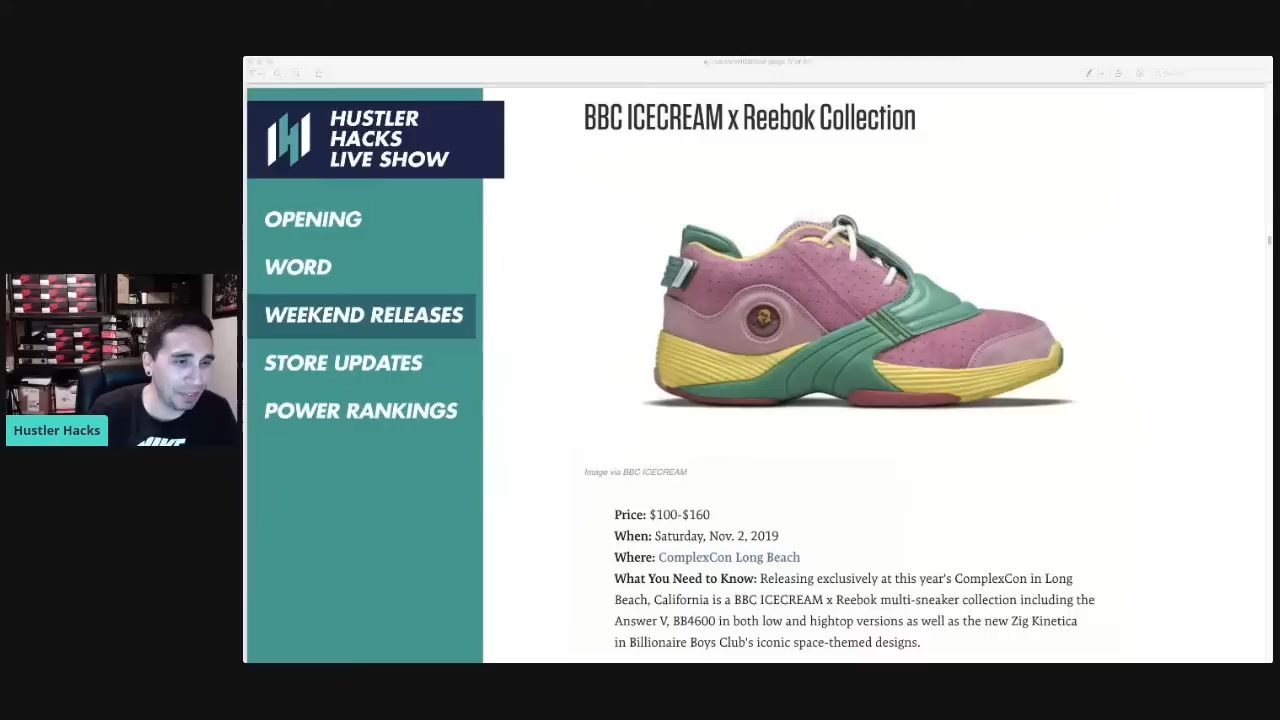 HUSTLER
HACKS
LIVE SHOW
OPENING
WORD
WEEKEND RELEASES
STORE UPDATES
POWER RANKINGS
Hustler Hacks
NIKE
BBC ICECREAM x Reebok Collection
Image via BBC ICECREAM
Price: $100-$160
When: Saturday, Nov. 2, 2019
Where: ComplexCon Long Beach
What You Need to Know: Releasing exclusively at this year's ComplexCon in Long
Beach, California is a BBC ICECREAM x Reebok multi-sneaker collection including the
Answer V, BB4600 in both low and hightop versions as well as the new Zig Kinetica
in Billionaire Boys Club's iconic space-themed designs.